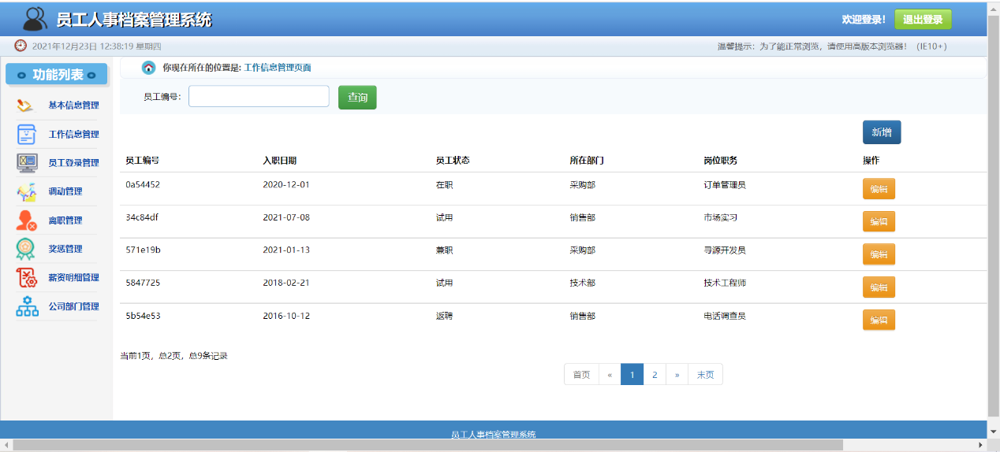 员工人事档案管理系统 欢迎登录! 退出登录
2021年12月23日 12:38:19 星期四 温馨提示：为了能正常浏览，请使用高版本浏览器！ (IE10+)
功能列表 你现在所在的位置是: 工作信息管理页面
员工编号: 查询
基本信息管理
工作信息管理 新增
员工登录管理
调动管理
离职管理
奖惩管理
薪资明细管理
公司部门管理
员工编号 入职日期 员工状态 所在部门 岗位职务 操作
0a54452 2020-12-01 在职 采购部 订单管理员 编辑
34c84df 2021-07-08 试用 销售部 市场实习 编辑
571e19b 2021-01-13 兼职 采购部 寻源开发员 编辑
5847725 2018-02-21 试用 技术部 技术工程师 编辑
5b54e53 2016-10-12 返聘 销售部 电话调查员 编辑
当前1页，总2页，总9条记录
首页 « 1 2 » 末页
员工人事档案管理系统